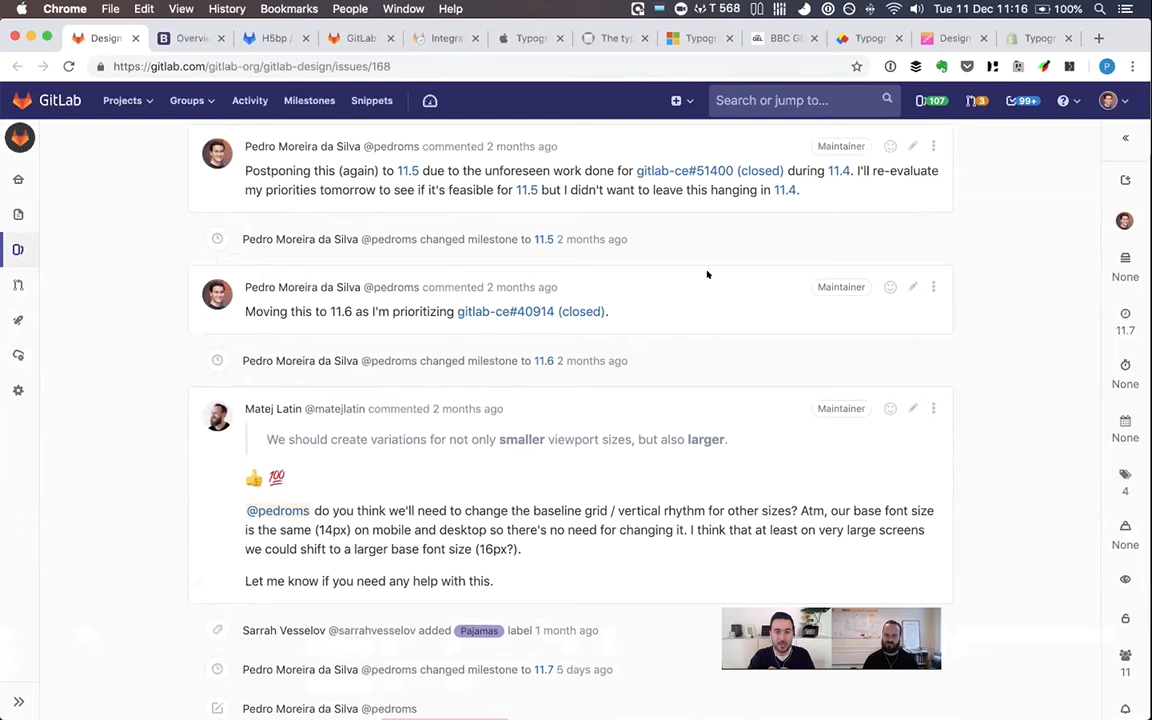 Chrome File Edit View History Bookmarks People Window Help T 568 Tue 11 Dec 11:16 100%
Design Overvi H5bp / GitLab Integra Typogr The typ Typogr BBC GE Typogr Design Typogr
https://gitlab.com/gitlab-org/gitlab-design/issues/168
GitLab Projects Groups Activity Milestones Snippets Search or jump to... 107 3 99+
Pedro Moreira da Silva @pedroms commented 2 months ago Maintainer
Postponing this (again) to 11.5 due to the unforeseen work done for gitlab-ce#51400 (closed) during 11.4. I'll re-evaluate
my priorities tomorrow to see if it's feasible for 11.5 but I didn't want to leave this hanging in 11.4.
Pedro Moreira da Silva @pedroms changed milestone to 11.5 2 months ago
None
Pedro Moreira da Silva @pedroms commented 2 months ago Maintainer
Moving this to 11.6 as I'm prioritizing gitlab-ce#40914 (closed).
11.7
Pedro Moreira da Silva @pedroms changed milestone to 11.6 2 months ago
None
Matej Latin @matejlatin commented 2 months ago Maintainer
We should create variations for not only smaller viewport sizes, but also larger.
None
👍 💯
4
@pedroms do you think we'll need to change the baseline grid / vertical rhythm for other sizes? Atm, our base font size
is the same (14px) on mobile and desktop so there's no need for changing it. I think that at least on very large screens
we could shift to a larger base font size (16px?).
None
Let me know if you need any help with this.
Sarrah Vesselov @sarrahvesselov added Pajamas label 1 month ago
Pedro Moreira da Silva @pedroms changed milestone to 11.7 5 days ago
11
Pedro Moreira da Silva @pedroms